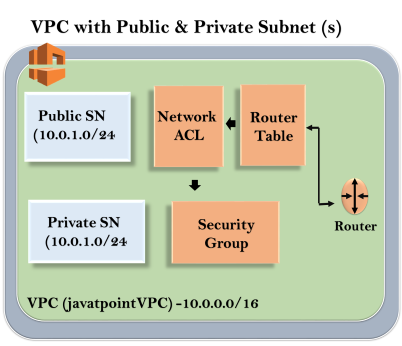 VPC with Public & Private Subnet (s)
Public SN
(10.0.1.0/24
Network
ACL
Router
Table
Private SN
(10.0.1.0/24
Security
Group
Router
VPC (javatpointVPC) -10.0.0.0/16